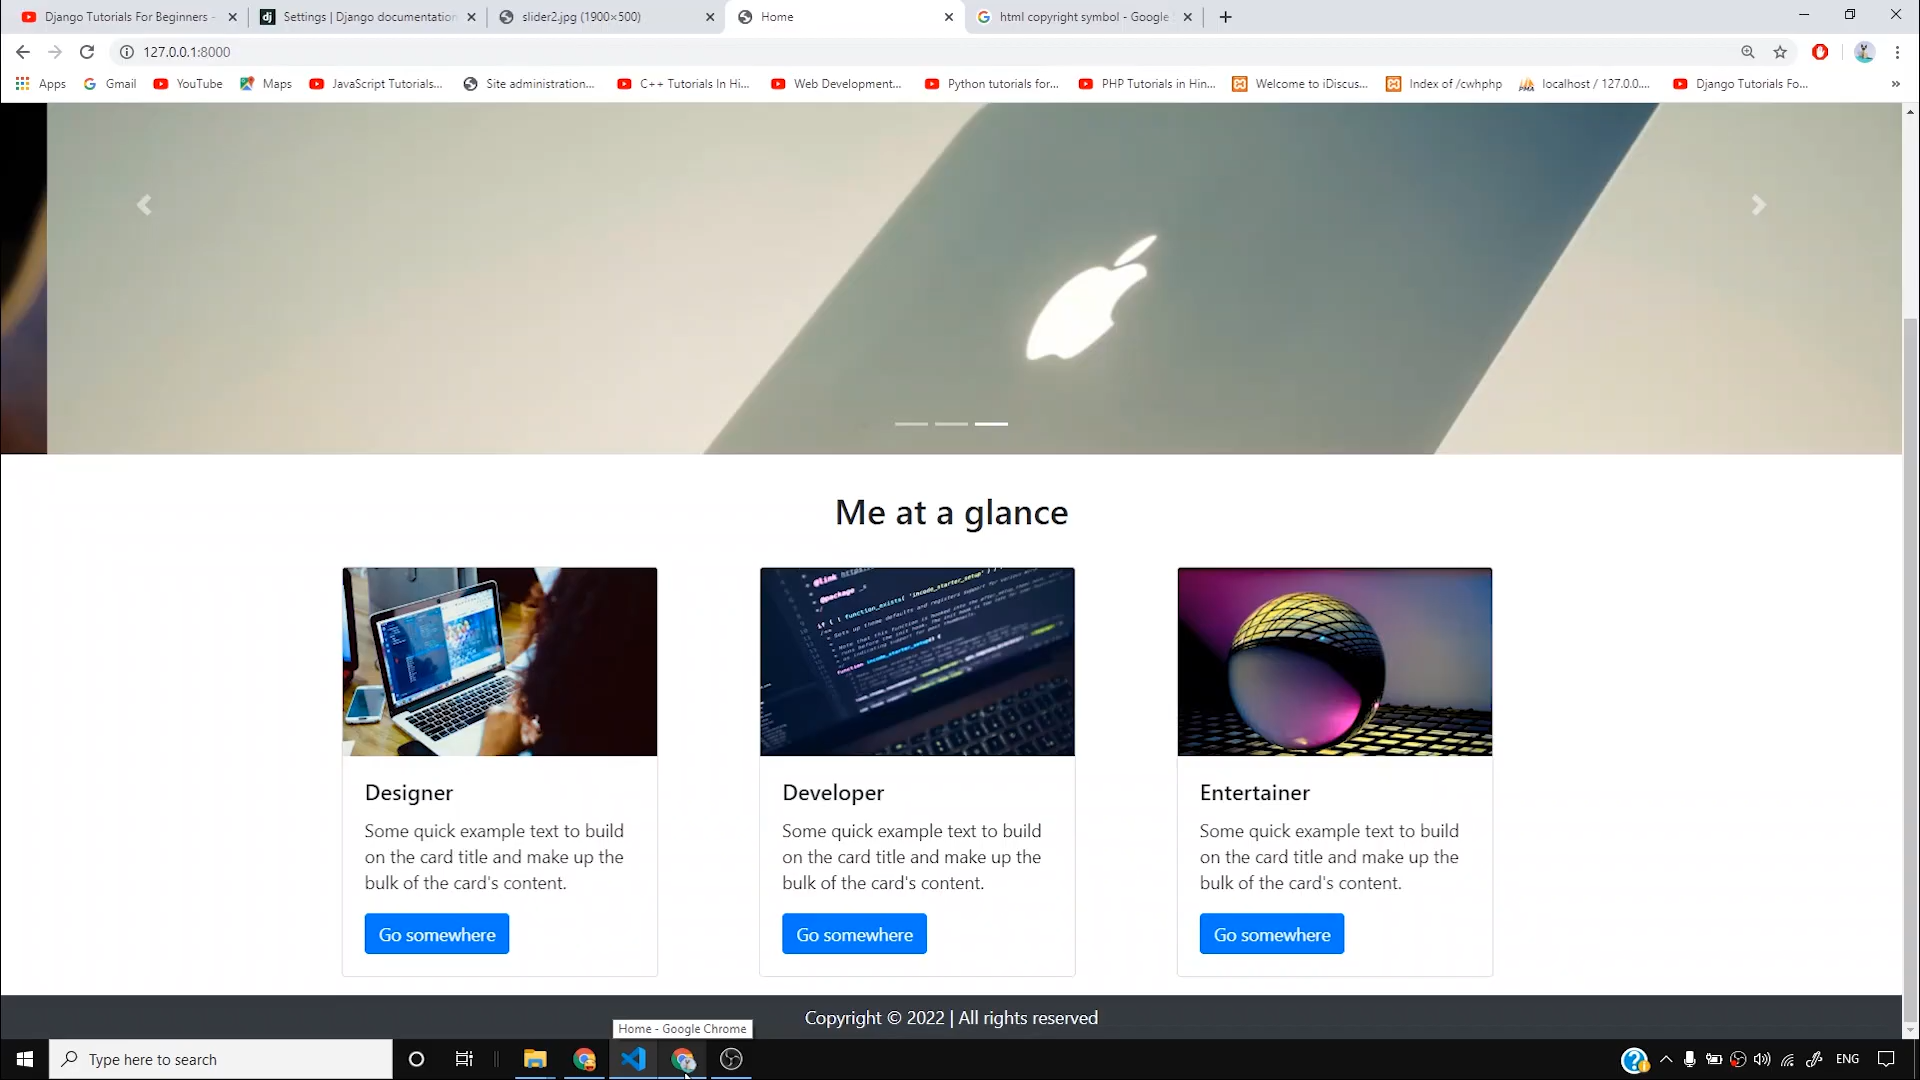 Django Tutorials For Beginners -
Settings | Django documentation
slider2.jpg (1900×500)
Home
html copyright symbol - Google
127.0.0.1:8000
Apps
Gmail
YouTube
Maps
JavaScript Tutorials...
Site administration...
C++ Tutorials In Hi...
Web Development...
Python tutorials for...
PHP Tutorials in Hin...
Welcome to iDiscus...
Index of /cwhphp
localhost / 127.0.0....
Django Tutorials Fo...
»
Me at a glance
Designer
Some quick example text to build
on the card title and make up the
bulk of the card's content.
Go somewhere
Developer
Some quick example text to build
on the card title and make up the
bulk of the card's content.
Go somewhere
Entertainer
Some quick example text to build
on the card title and make up the
bulk of the card's content.
Go somewhere
Copyright © 2022 | All rights reserved
Home - Google Chrome
Type here to search
ENG